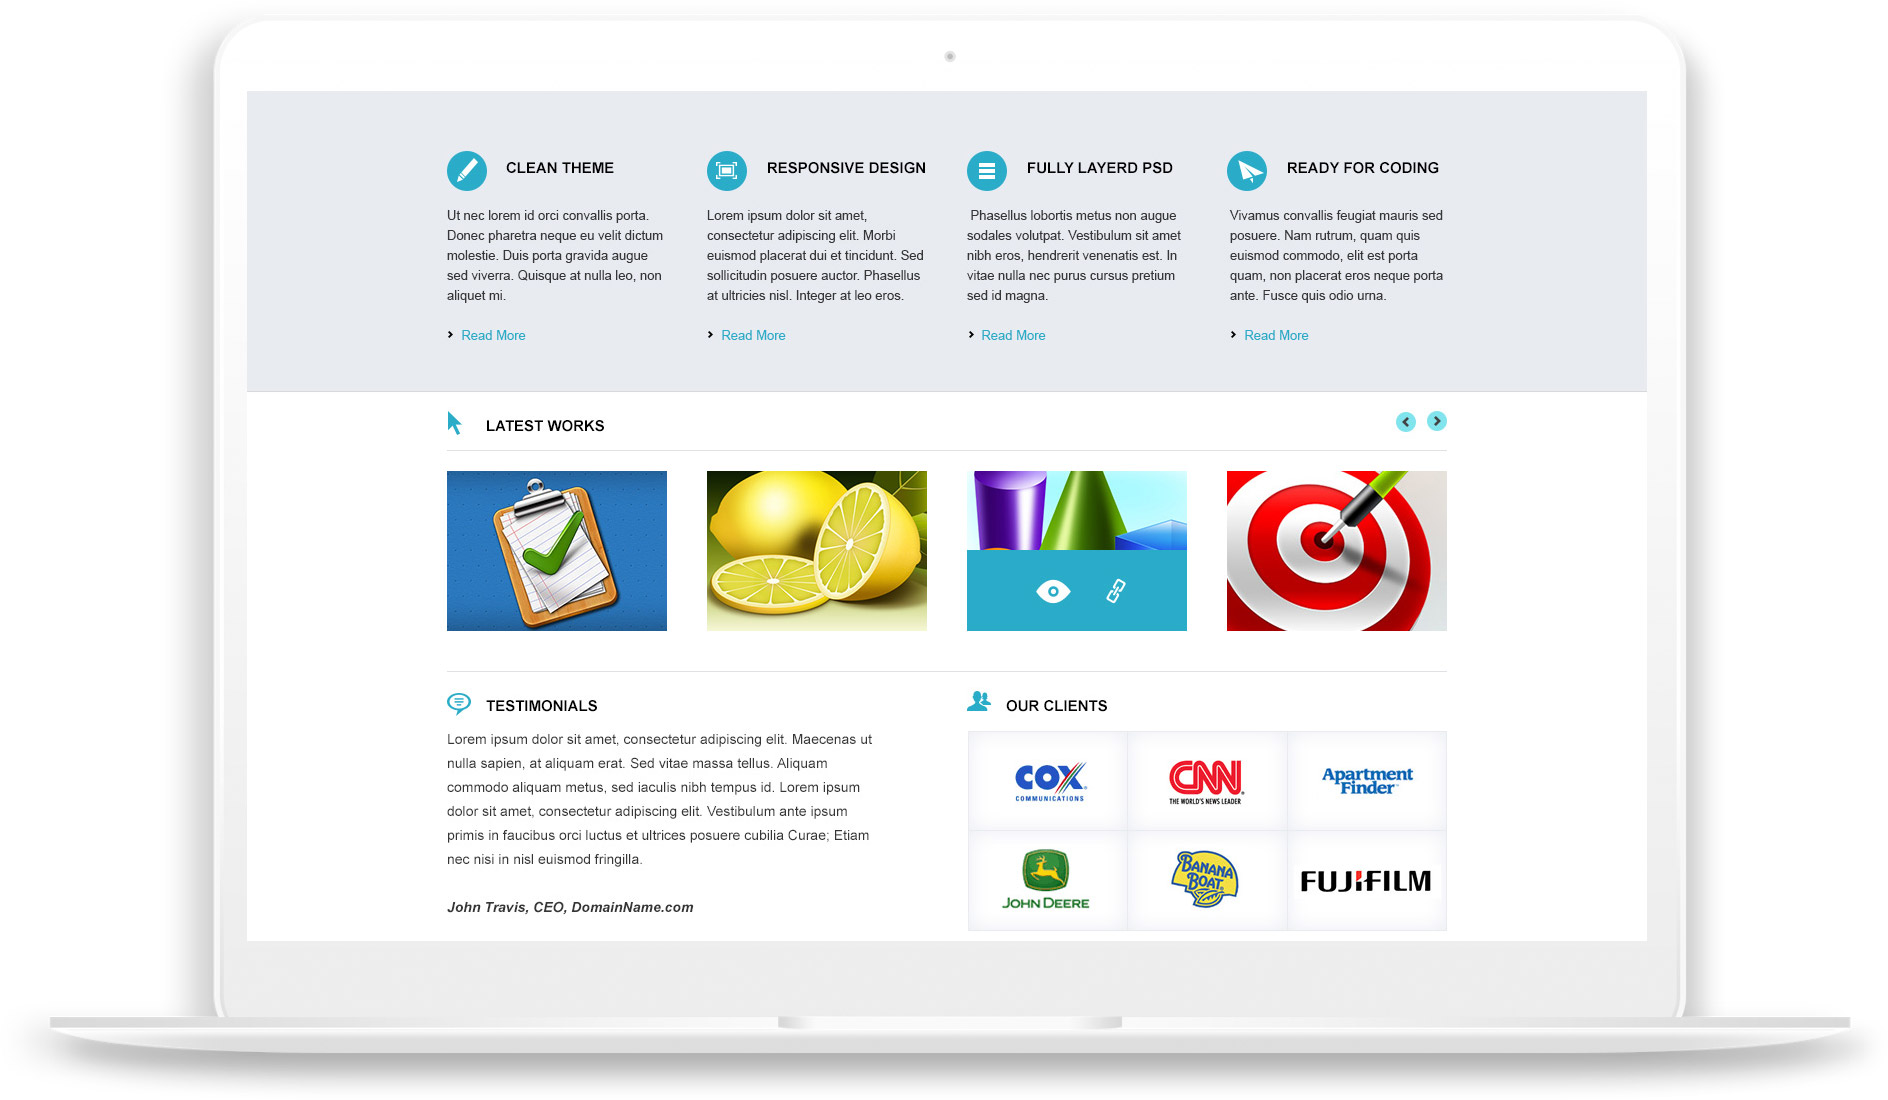 CLEAN THEME
Ut nec lorem id orci convallis porta.
Donec pharetra neque eu velit dictum
molestie. Duis porta gravida augue
sed viverra. Quisque at nulla leo, non
aliquet mi.
Read More
RESPONSIVE DESIGN
Lorem ipsum dolor sit amet,
consectetur adipiscing elit. Morbi
euismod placerat dui et tincidunt. Sed
sollicitudin posuere auctor. Phasellus
at ultricies nisl. Integer at leo eros.
Read More
FULLY LAYERD PSD
Phasellus lobortis metus non augue
sodales volutpat. Vestibulum sit amet
nibh eros, hendrerit venenatis est. In
vitae nulla nec purus cursus pretium
sed id magna.
Read More
READY FOR CODING
Vivamus convallis feugiat mauris sed
posuere. Nam rutrum, quam quis
euismod commodo, elit est porta
quam, non placerat eros neque porta
ante. Fusce quis odio urna.
Read More
LATEST WORKS
TESTIMONIALS
Lorem ipsum dolor sit amet, consectetur adipiscing elit. Maecenas ut
nulla sapien, at aliquam erat. Sed vitae massa tellus. Aliquam
commodo aliquam metus, sed iaculis nibh tempus id. Lorem ipsum
dolor sit amet, consectetur adipiscing elit. Vestibulum ante ipsum
primis in faucibus orci luctus et ultrices posuere cubilia Curae; Etiam
nec nisi in nisl euismod fringilla.
John Travis, CEO, DomainName.com
OUR CLIENTS
COX
COMMUNICATIONS
CNN
THE WORLD'S NEWS LEADER
Apartment
Finder
JOHN DEERE
BANANA
BOAT
FUJIFILM